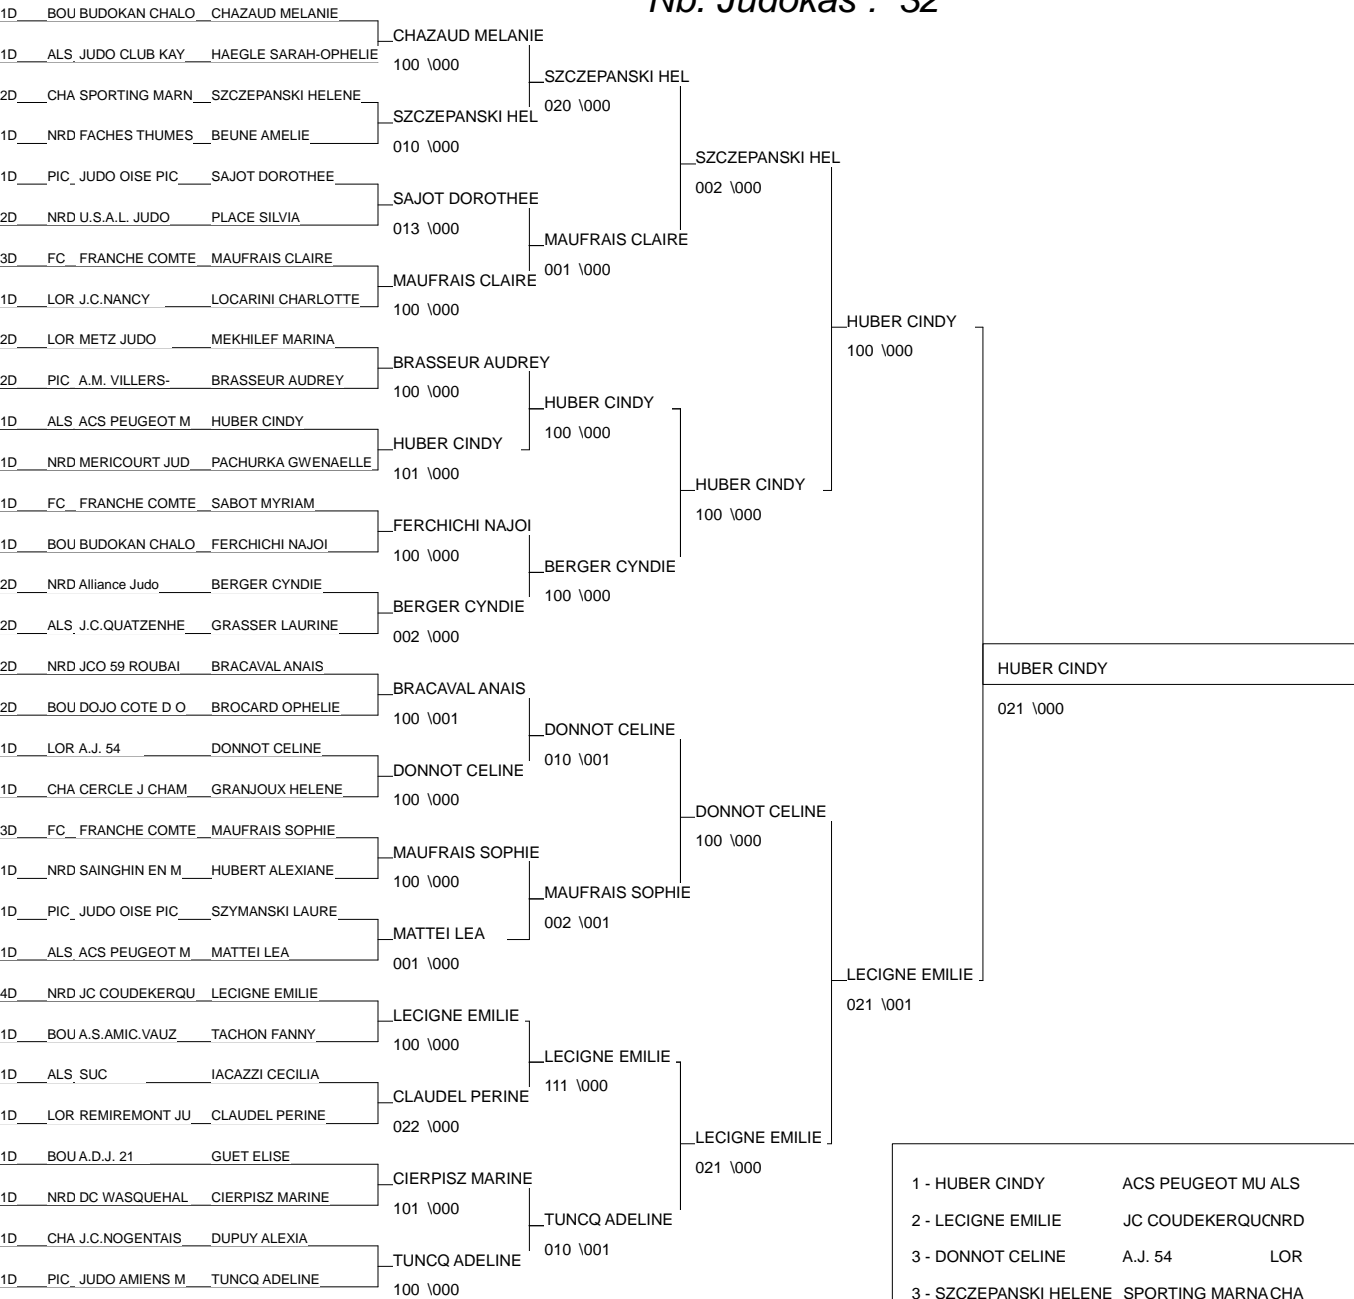 Nb. Judokas : 32
1D BOU BUDOKAN CHALO CHAZAUD MELANIE
CHAZAUD MELANIE
1D ALS JUDO CLUB KAY HAEGLE SARAH-OPHELIE
100 \000
SZCZEPANSKI HEL
2D CHA SPORTING MARN SZCZEPANSKI HELENE
020 \000
SZCZEPANSKI HEL
1D NRD FACHES THUMES BEUNE AMELIE
010 \000
SZCZEPANSKI HEL
1D PIC JUDO OISE PIC SAJOT DOROTHEE
002 \000
SAJOT DOROTHEE
2D NRD U.S.A.L. JUDO PLACE SILVIA
013 \000
MAUFRAIS CLAIRE
3D FC FRANCHE COMTE MAUFRAIS CLAIRE
001 \000
MAUFRAIS CLAIRE
1D LOR J.C.NANCY LOCARINI CHARLOTTE
100 \000
HUBER CINDY
2D LOR METZ JUDO MEKHILEF MARINA
100 \000
BRASSEUR AUDREY
2D PIC A.M. VILLERS- BRASSEUR AUDREY
100 \000
HUBER CINDY
1D ALS ACS PEUGEOT M HUBER CINDY
100 \000
HUBER CINDY
1D NRD MERICOURT JUD PACHURKA GWENAELLE
101 \000
HUBER CINDY
1D FC FRANCHE COMTE SABOT MYRIAM
100 \000
FERCHICHI NAJOI
1D BOU BUDOKAN CHALO FERCHICHI NAJOI
100 \000
BERGER CYNDIE
2D NRD Alliance Judo BERGER CYNDIE
100 \000
BERGER CYNDIE
2D ALS J.C.QUATZENHE GRASSER LAURINE
002 \000
2D NRD JCO 59 ROUBAI BRACAVAL ANAIS
HUBER CINDY
BRACAVAL ANAIS
2D BOU DOJO COTE D O BROCARD OPHELIE
021 \000
100 \001
DONNOT CELINE
1D LOR A.J. 54 DONNOT CELINE
010 \001
DONNOT CELINE
1D CHA CERCLE J CHAM GRANJOUX HELENE
100 \000
DONNOT CELINE
3D FC FRANCHE COMTE MAUFRAIS SOPHIE
100 \000
MAUFRAIS SOPHIE
1D NRD SAINGHIN EN M HUBERT ALEXIANE
100 \000
MAUFRAIS SOPHIE
1D PIC JUDO OISE PIC SZYMANSKI LAURE
002 \001
MATTEI LEA
1D ALS ACS PEUGEOT M MATTEI LEA
001 \000
LECIGNE EMILIE
4D NRD JC COUDEKERQU LECIGNE EMILIE
021 \001
LECIGNE EMILIE
1D BOU A.S.AMIC.VAUZ TACHON FANNY
100 \000
LECIGNE EMILIE
1D ALS SUC IACAZZI CECILIA
111 \000
CLAUDEL PERINE
1D LOR REMIREMONT JU CLAUDEL PERINE
022 \000
LECIGNE EMILIE
1D BOU A.D.J. 21 GUET ELISE
021 \000
CIERPISZ MARINE
1 - HUBER CINDY ACS PEUGEOT MU ALS
1D NRD DC WASQUEHAL CIERPISZ MARINE
101 \000
TUNCQ ADELINE
2 - LECIGNE EMILIE JC COUDEKERQUC NRD
1D CHA J.C.NOGENTAIS DUPUY ALEXIA
010 \001
TUNCQ ADELINE
3 - DONNOT CELINE A.J. 54 LOR
1D PIC JUDO AMIENS M TUNCQ ADELINE
100 \000
3 - SZCZEPANSKI HELENE SPORTING MARNA CHA